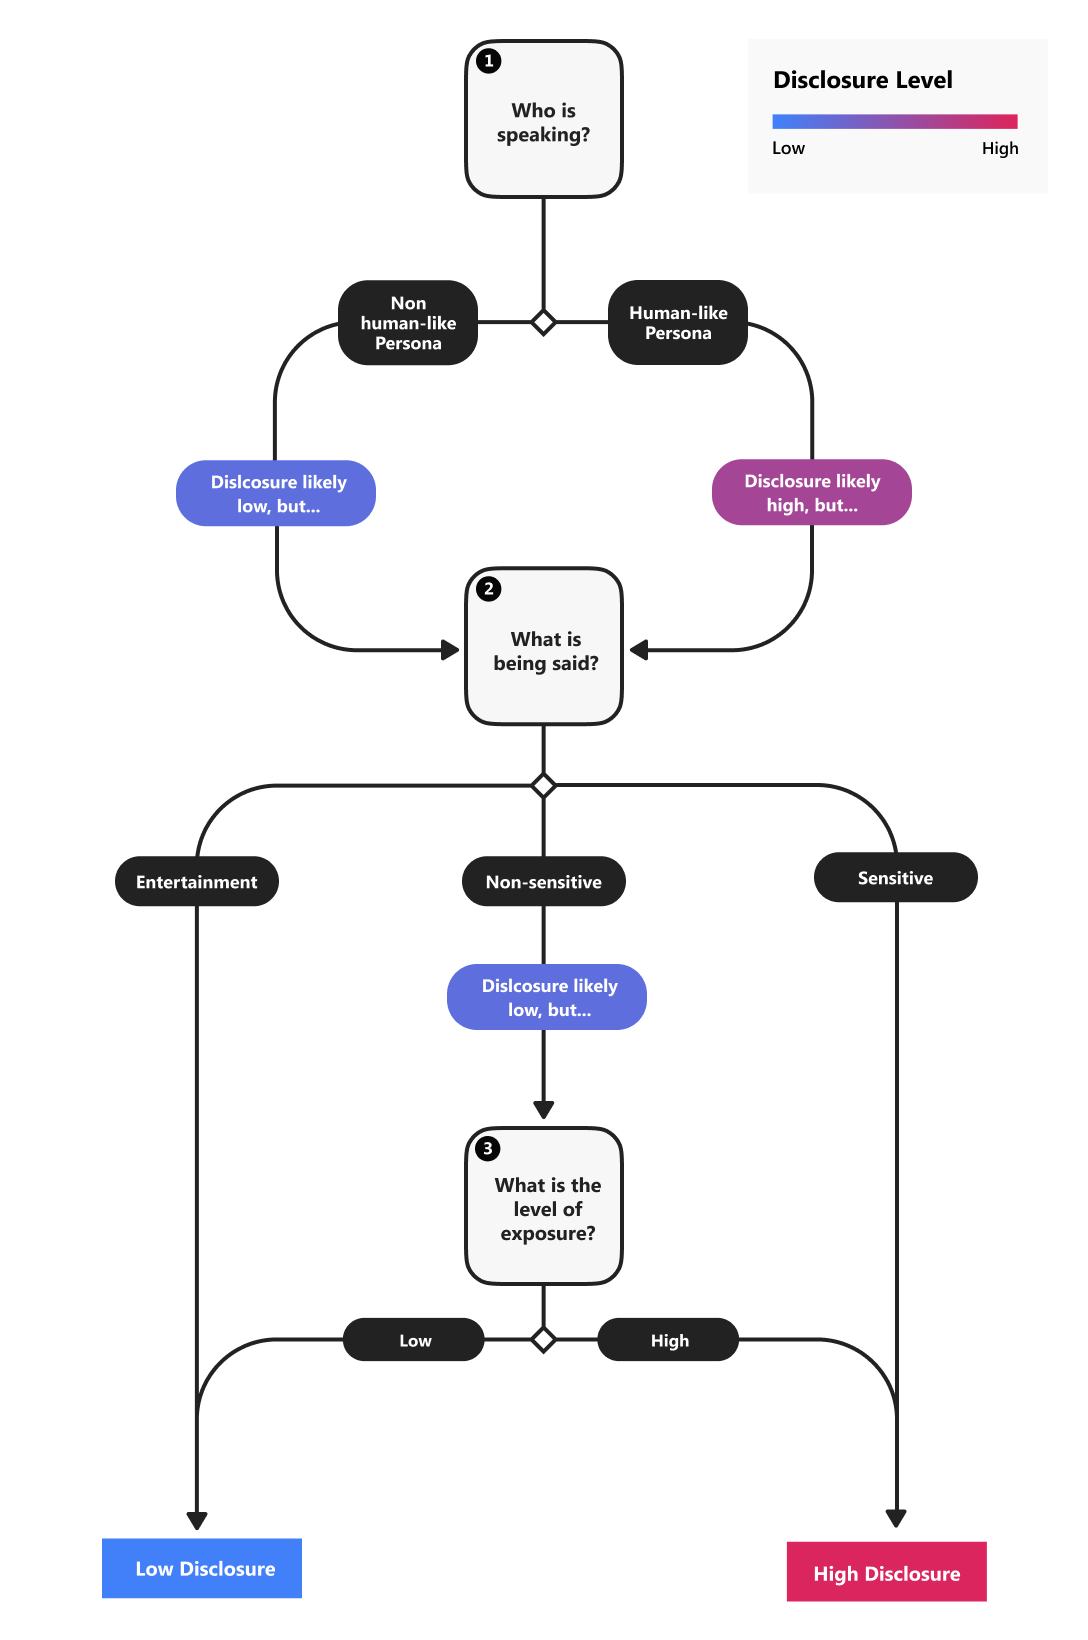 1
Who is
speaking?
Disclosure Level
Low
High
Non
human-like
Persona
Human-like
Persona
Dislcosure likely
low, but...
Disclosure likely
high, but...
2
What is
being said?
Entertainment
Non-sensitive
Sensitive
Dislcosure likely
low, but...
3
What is the
level of
exposure?
Low
High
Low Disclosure
High Disclosure